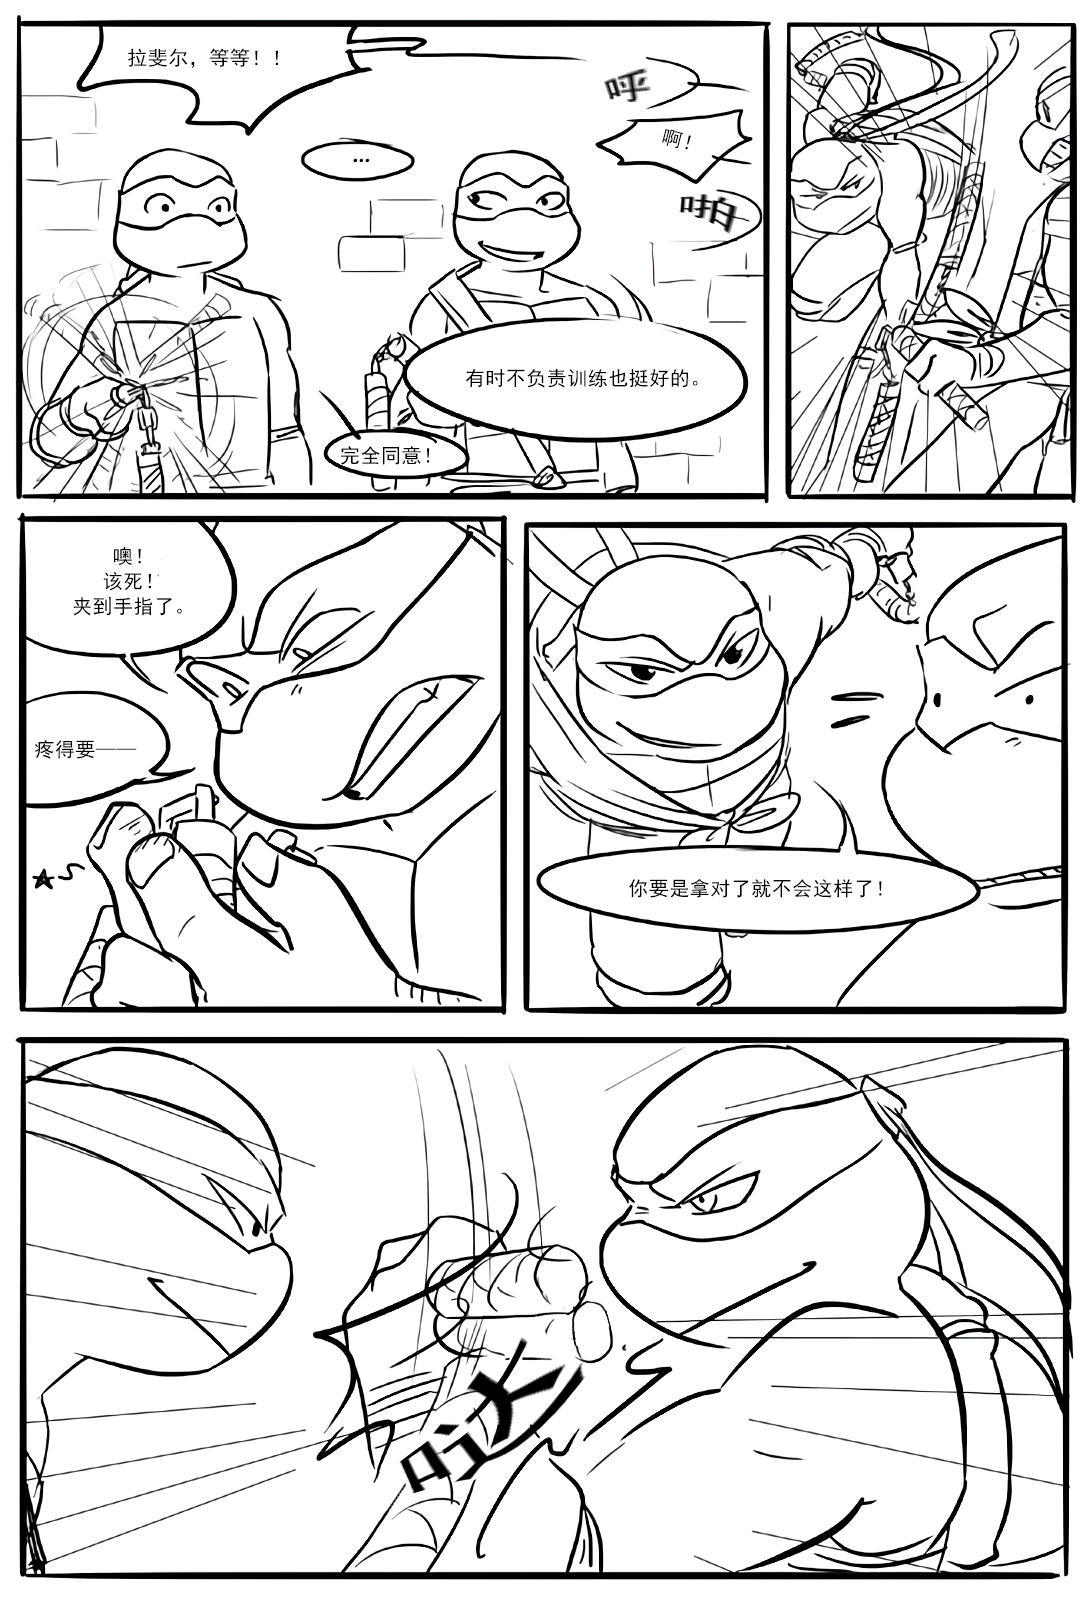 拉斐尔，等等！！
呼
啊！
…
啪
有时不负责训练也挺好的。
完全同意！
噢！
该死！
夹到手指了。
疼得要——
你要是拿对了就不会这样了！
咔